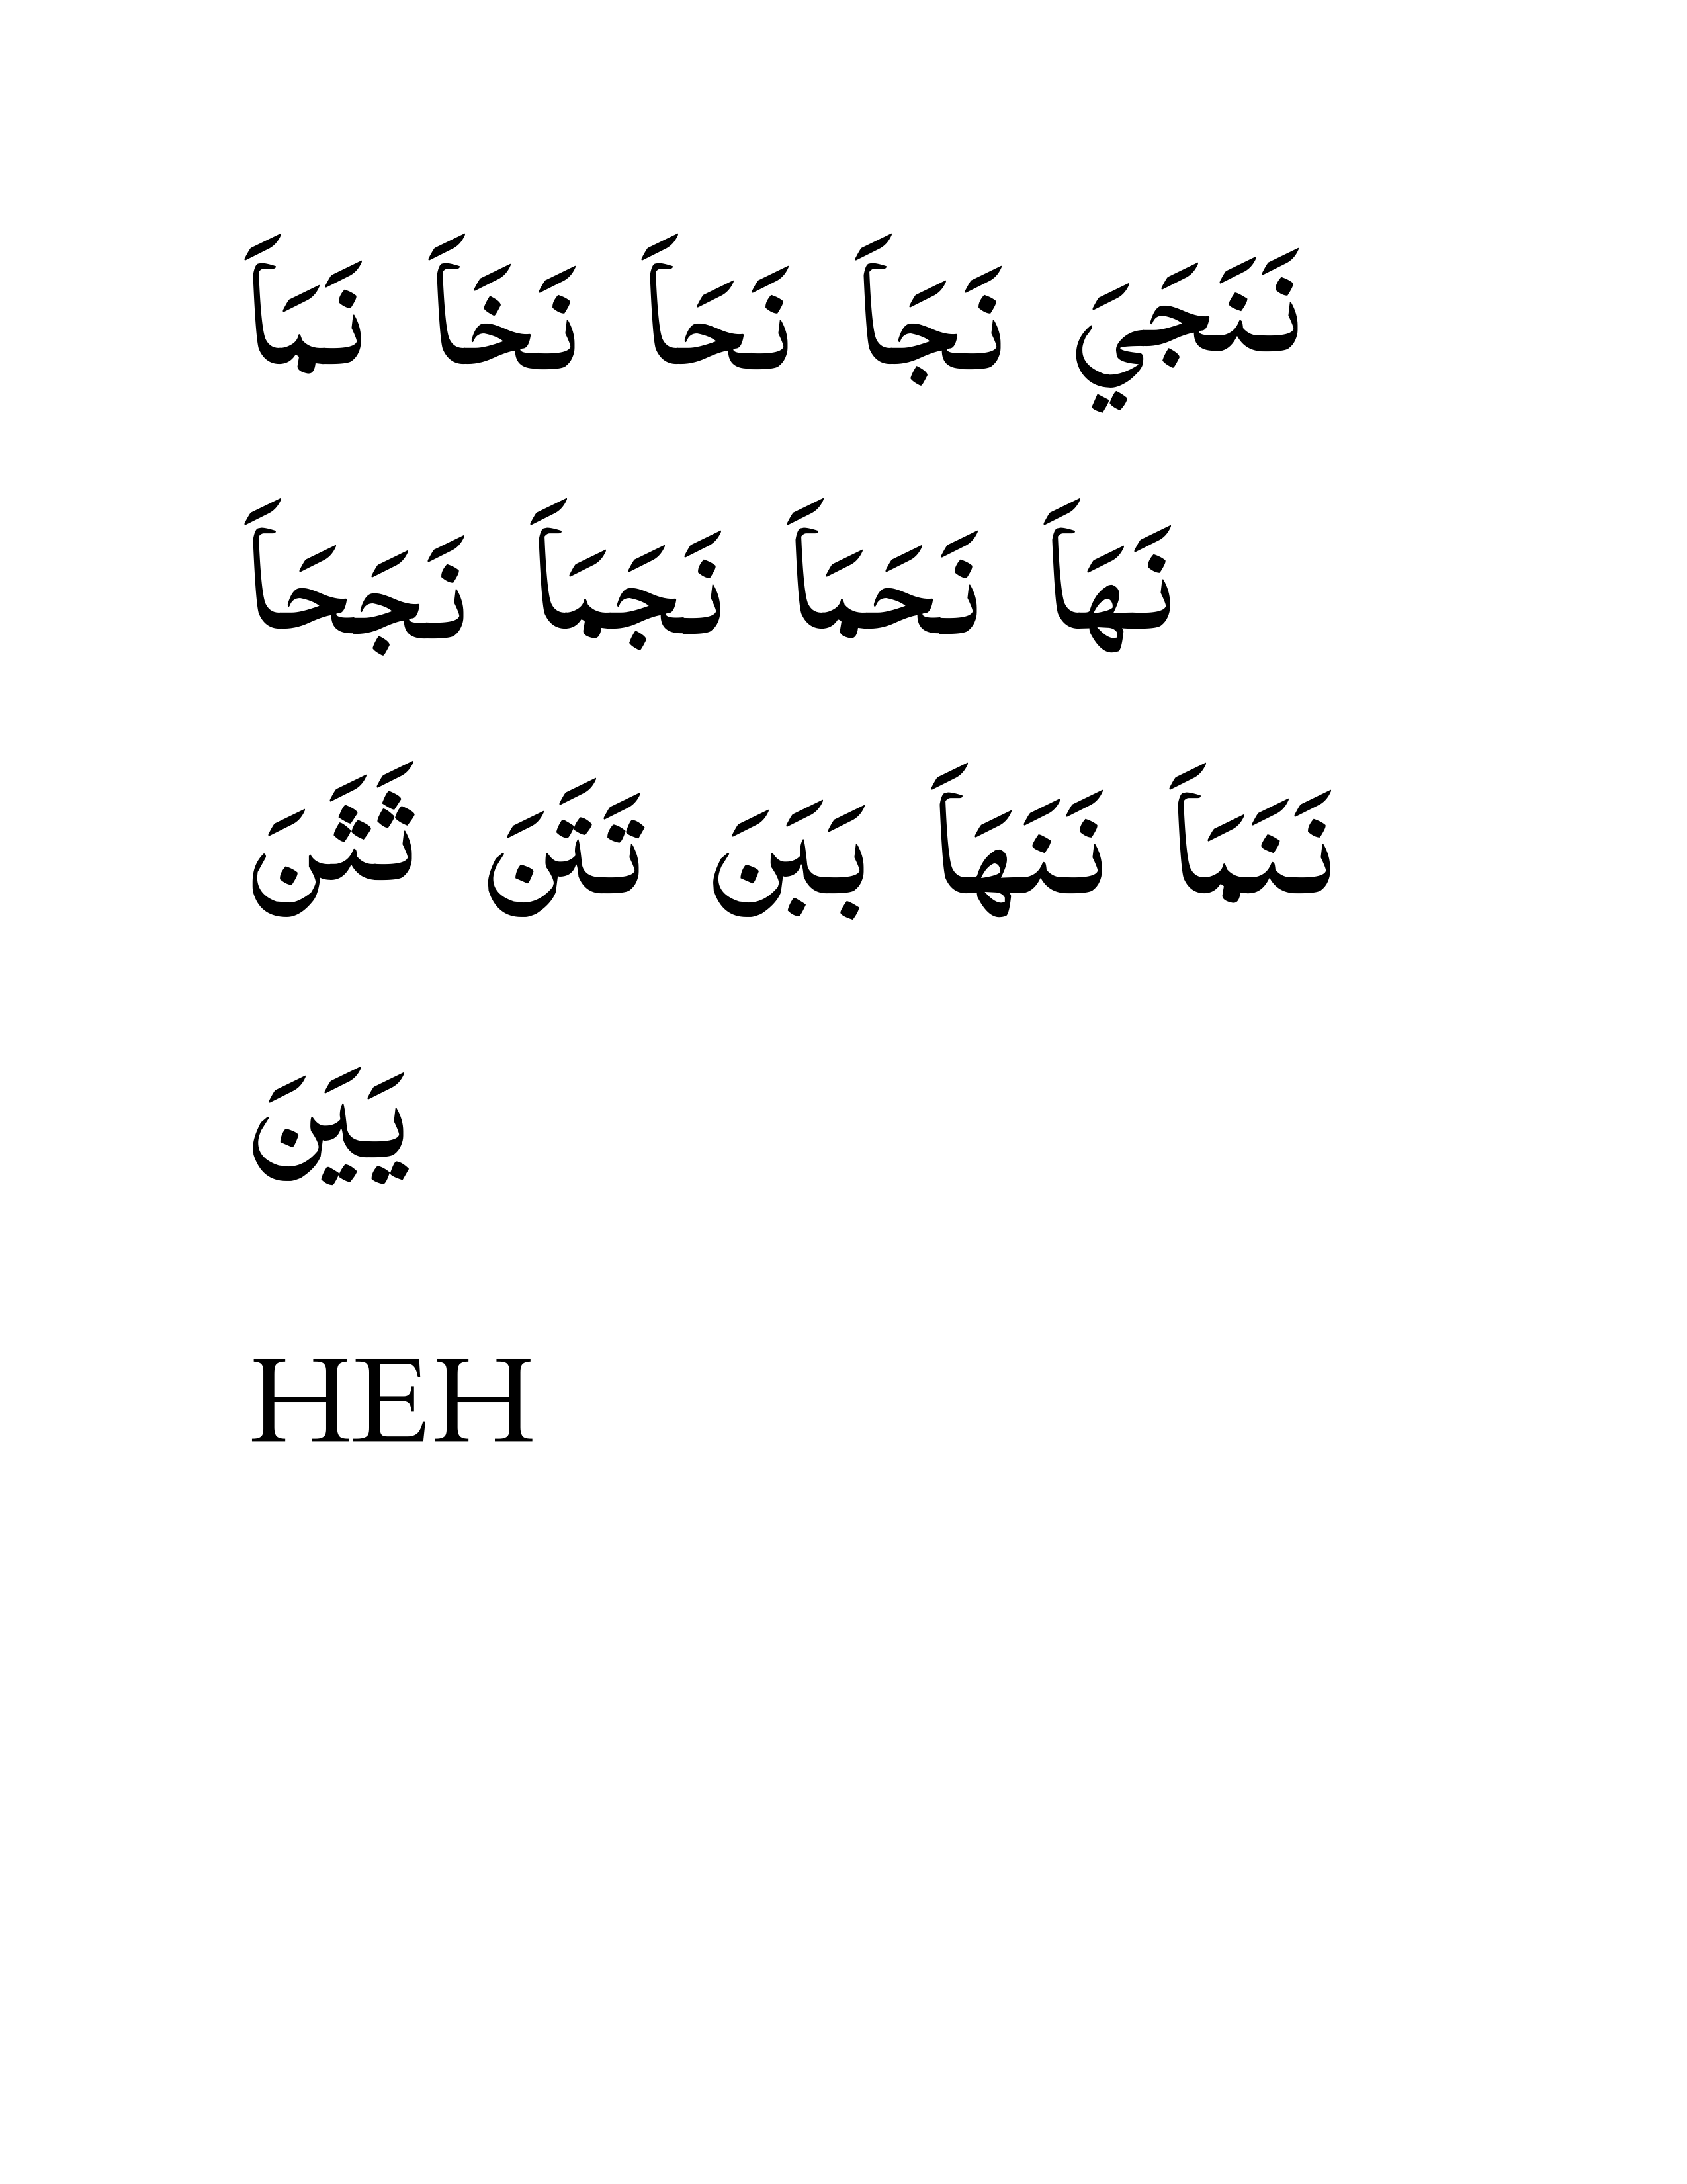 نَنَجَيَ نَجَاَ نَحَاَ نَخَاَ نَمَاَ
نَهَاَ نَحَمَاَ نَجَمَاَ نَجَحَاَ
نَنَمَاَ نَنَهَاَ بَبَنَ تَتَنَ ثَثَنَ
يَيَنَ
HEH